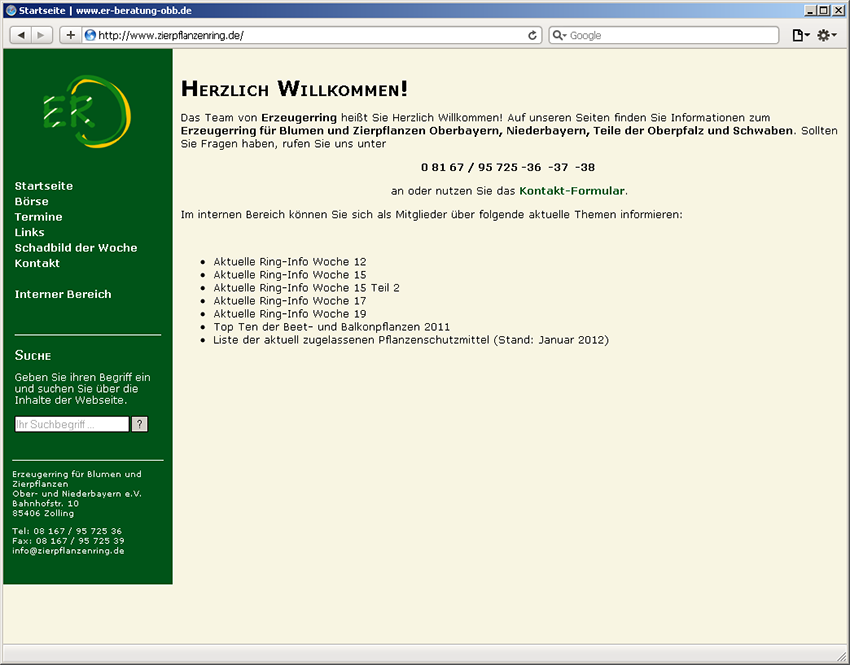 Startseite | www.er-beratung-obb.de
http://www.zierpflanzenring.de/
Google
ER
Startseite
Börse
Termine
Links
Schadbild der Woche
Kontakt
Interner Bereich
Suche
Geben Sie ihren Begriff ein
und suchen Sie über die
Inhalte der Webseite.
Ihr Suchbegriff ...
?
Erzeugerring für Blumen und
Zierpflanzen
Ober- und Niederbayern e.V.
Bahnhofstr. 10
85406 Zolling
Tel: 08 167 / 95 725 36
Fax: 08 167 / 95 725 39
info@zierpflanzenring.de
Herzlich Willkommen!
Das Team von Erzeugerring heißt Sie Herzlich Willkommen! Auf unseren Seiten finden Sie Informationen zum
Erzeugerring für Blumen und Zierpflanzen Oberbayern, Niederbayern, Teile der Oberpfalz und Schwaben. Sollten
Sie Fragen haben, rufen Sie uns unter
0 81 67 / 95 725 -36 -37 -38
an oder nutzen Sie das Kontakt-Formular.
Im internen Bereich können Sie sich als Mitglieder über folgende aktuelle Themen informieren:
Aktuelle Ring-Info Woche 12
Aktuelle Ring-Info Woche 15
Aktuelle Ring-Info Woche 15 Teil 2
Aktuelle Ring-Info Woche 17
Aktuelle Ring-Info Woche 19
Top Ten der Beet- und Balkonpflanzen 2011
Liste der aktuell zugelassenen Pflanzenschutzmittel (Stand: Januar 2012)